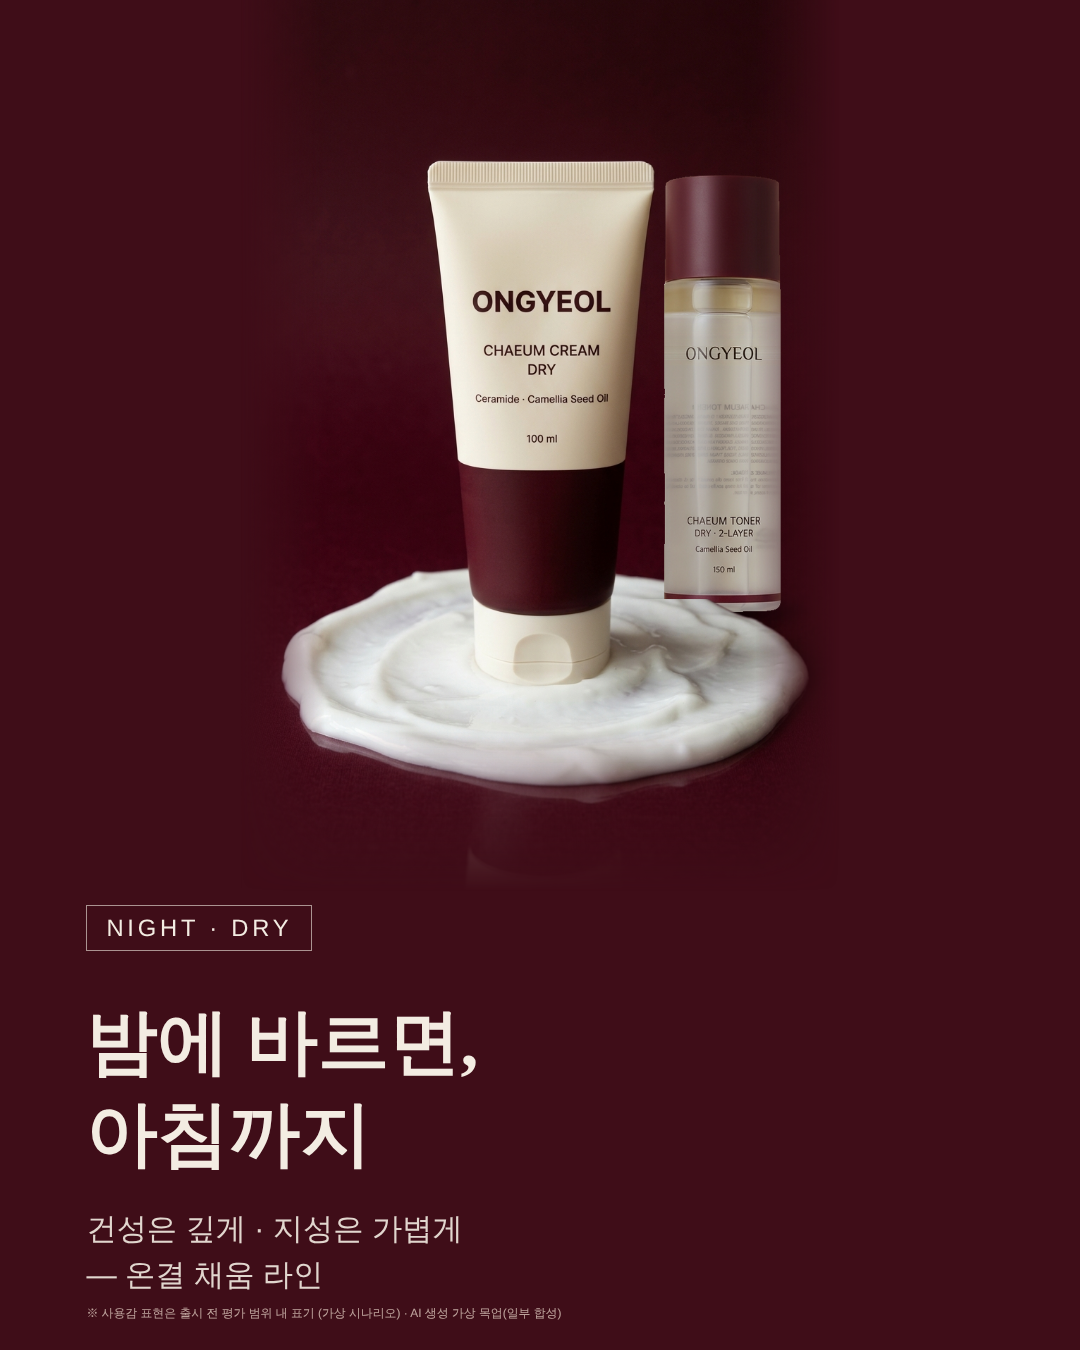 ONGYEOL
CHAEUM CREAM
DRY
Ceramide · Camellia Seed Oil
100 ml
ONGYEOL
CHAEUM TONER
DRY · 2-LAYER
Camellia Seed Oil
150 ml
NIGHT · DRY
밤에 바르면,
아침까지
건성은 깊게 · 지성은 가볍게
— 온결 채움 라인
※ 사용감 표현은 출시 전 평가 범위 내 표기 (가상 시나리오) · AI 생성 가상 목업(일부 합성)